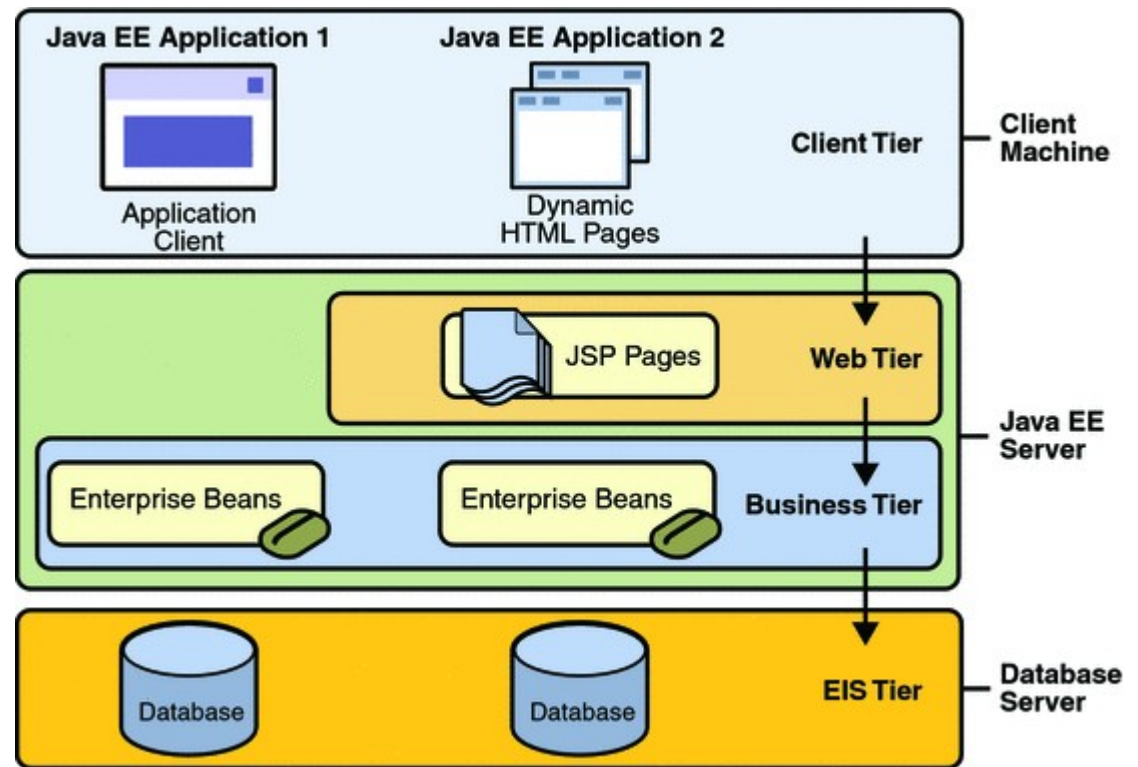 Java EE Application 1
Java EE Application 2
Application
Client
Dynamic
HTML Pages
Client Tier
Client
Machine
JSP Pages
Web Tier
Java EE
Server
Enterprise Beans
Enterprise Beans
Business Tier
Database
Database
EIS Tier
Database
Server